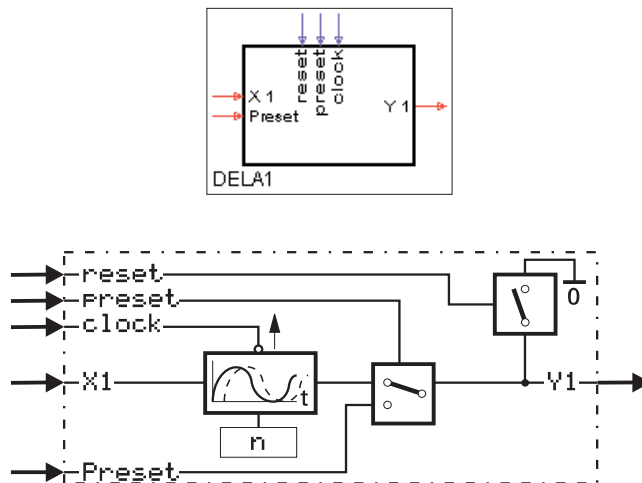 reset
preset
clock
X1
Preset
Y1
DELA1
reset
preset
clock
0
X1
t
Y1
n
Preset